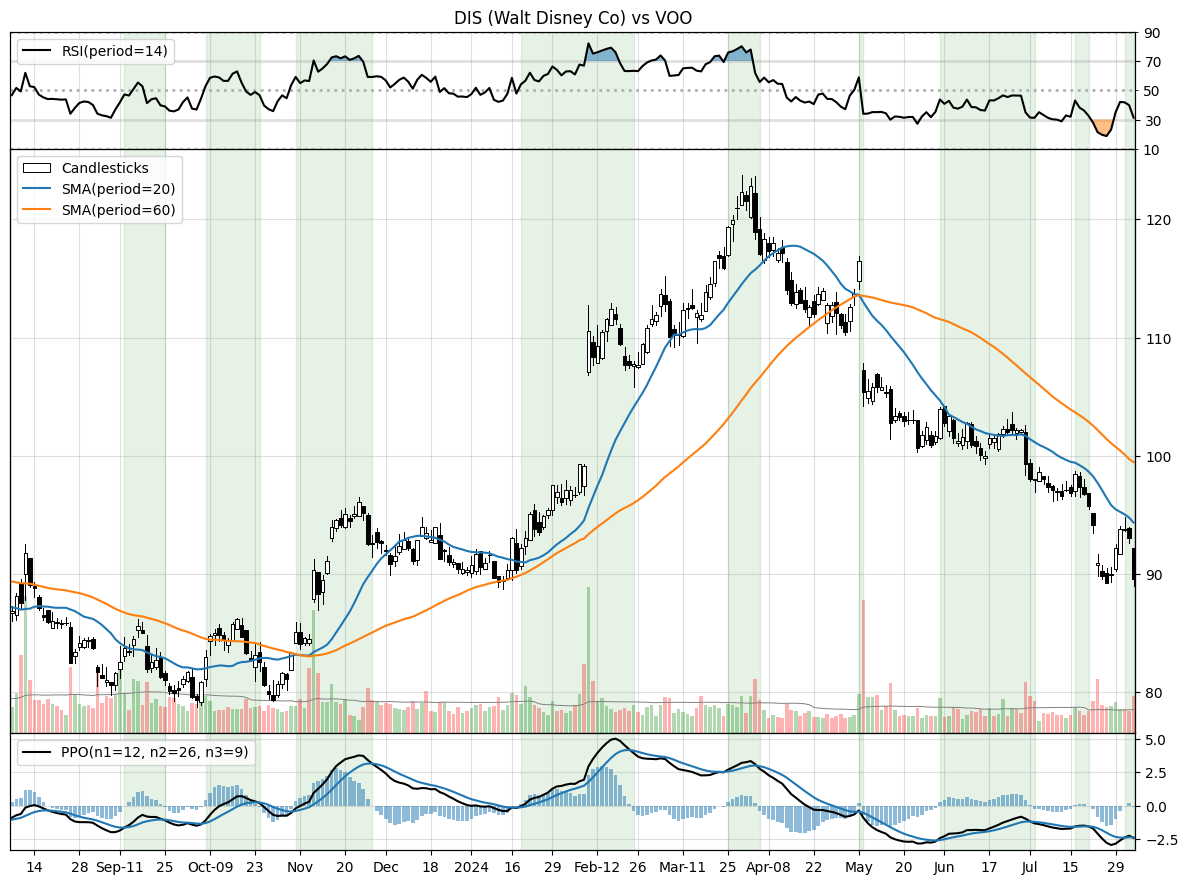 DIS (Walt Disney Co) vs VOO
RSI(period=14)
90
70
50
30
10
Candlesticks
SMA(period=20)
SMA(period=60)
120
110
100
90
80
PPO(n1=12, n2=26, n3=9)
5.0
2.5
0.0
−2.5
14 28 Sep-11 25 Oct-09 23 Nov 20 Dec 18 2024 16 29 Feb-12 26 Mar-11 25 Apr-08 22 May 20 Jun 17 Jul 15 29